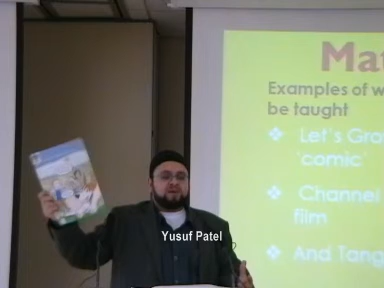 Mat
Examples of w
be taught
Let's Gro
'comic'
Channel
film
And Tang
Yusuf Patel